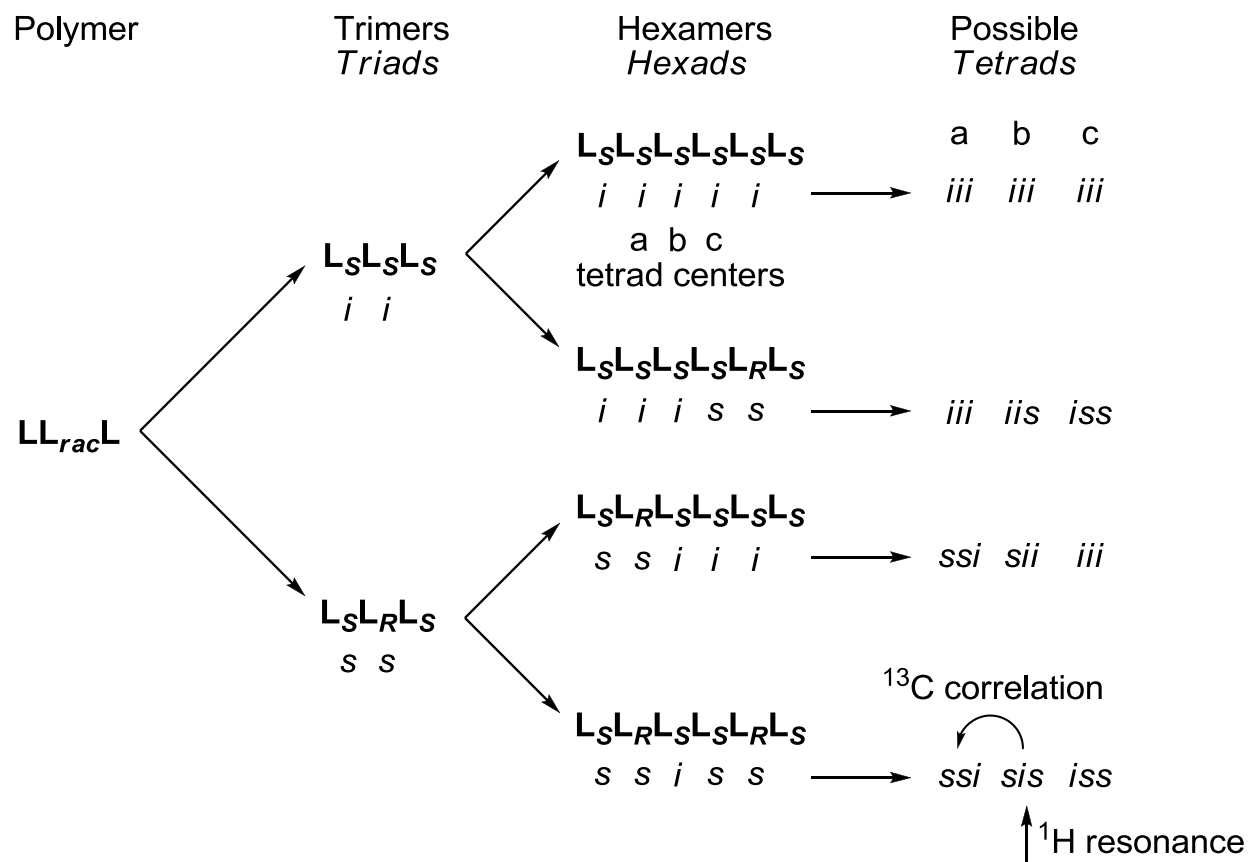 Polymer Trimers Hexamers Possible
Triads Hexads Tetrads
a b c
LSLSLSLSLSLS
i i i i i iii iii iii
a b c
tetrad centers
LSLSLS
i i
LSLSLSLSLRLS
i i i s s iii iis iss
LLracL
LSLRLSLSLSLS
s s i i i ssi sii iii
LSLRLS
s s
13C correlation
LSLRLSLSLRLS
s s i s s ssi sis iss
1H resonance